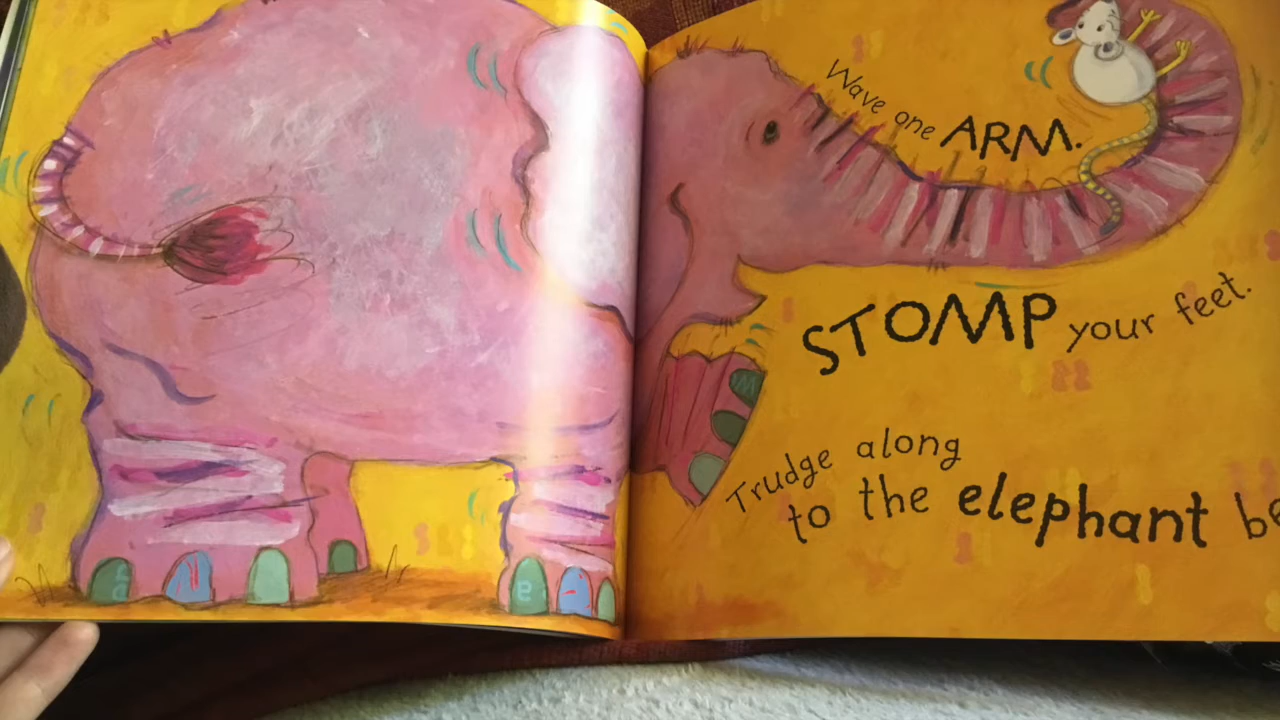 Wave one ARM.
STOMP your feet.
Trudge along
to the elephant